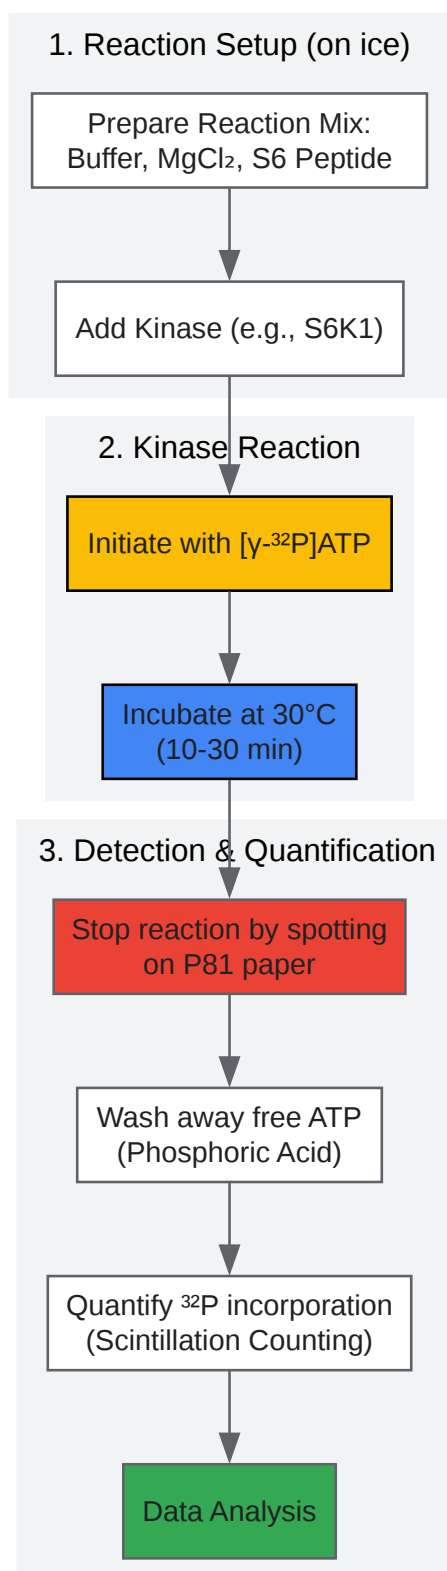 1. Reaction Setup (on ice)
Prepare Reaction Mix:
Buffer, MgCl₂, S6 Peptide
Add Kinase (e.g., S6K1)
2. Kinase Reaction
Initiate with [γ-³²P]ATP
Incubate at 30°C
(10-30 min)
3. Detection & Quantification
Stop reaction by spotting
on P81 paper
Wash away free ATP
(Phosphoric Acid)
Quantify ³²P incorporation
(Scintillation Counting)
Data Analysis